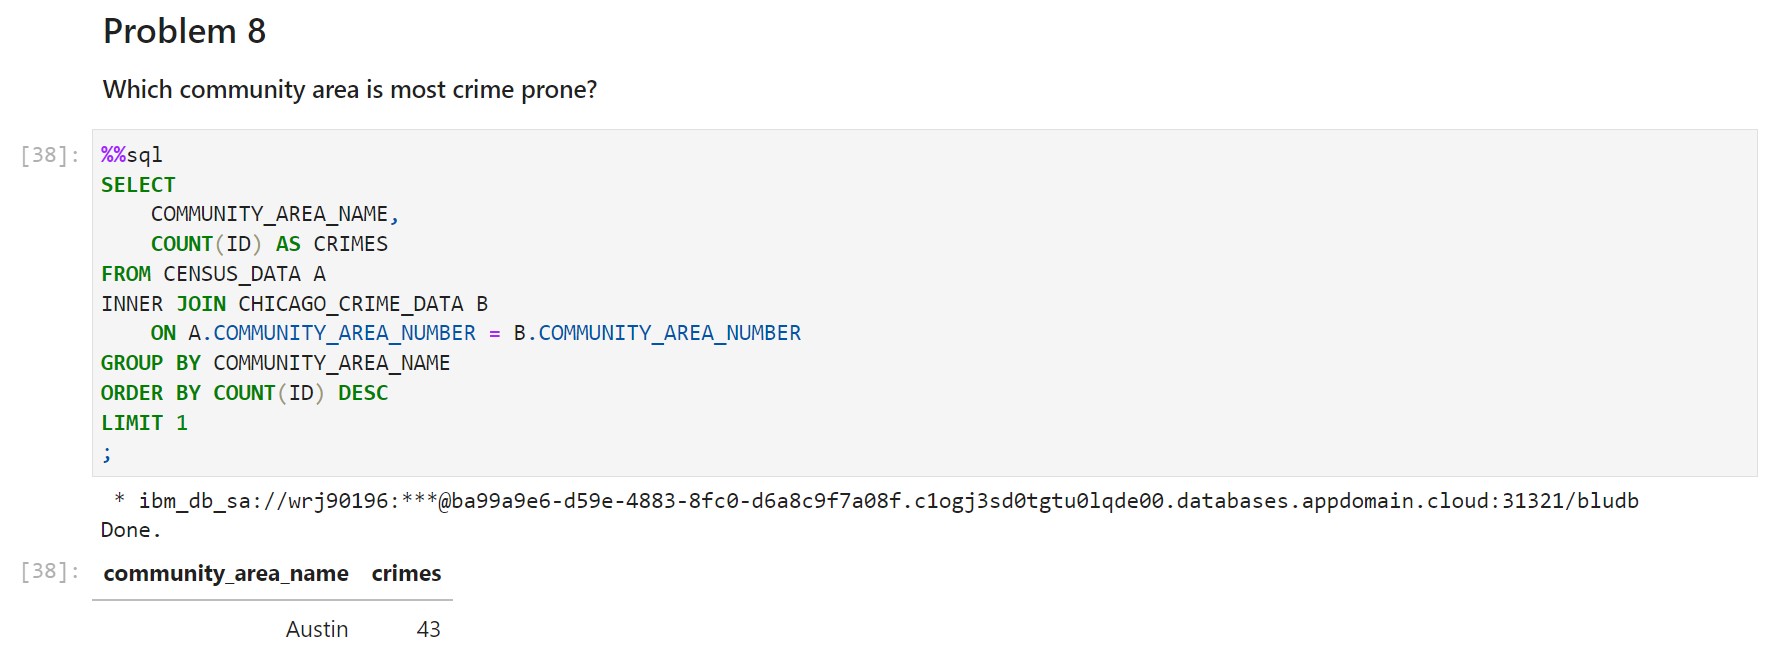 Problem 8
Which community area is most crime prone?
[38]: %%sql
SELECT
COMMUNITY_AREA_NAME,
COUNT(ID) AS CRIMES
FROM CENSUS_DATA A
INNER JOIN CHICAGO_CRIME_DATA B
ON A.COMMUNITY_AREA_NUMBER = B.COMMUNITY_AREA_NUMBER
GROUP BY COMMUNITY_AREA_NAME
ORDER BY COUNT(ID) DESC
LIMIT 1
;
* ibm_db_sa://wrj90196:***@ba99a9e6-d59e-4883-8fc0-d6a8c9f7a08f.c1ogj3sd0tgtu0lqde00.databases.appdomain.cloud:31321/bludb
Done.
[38]: community_area_name crimes
Austin 43